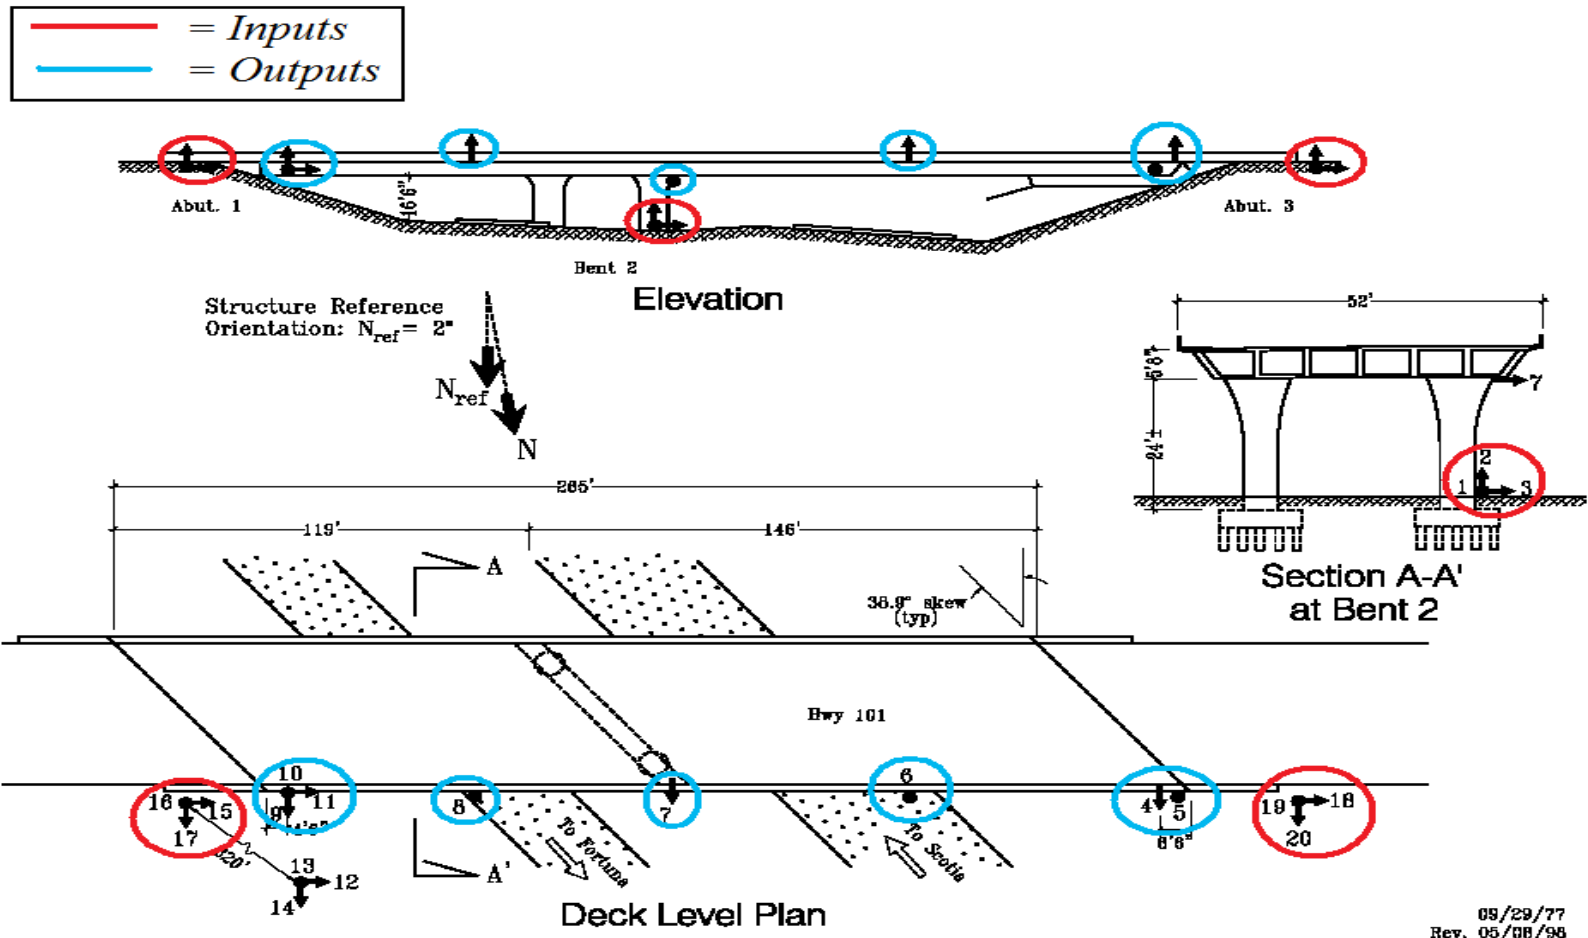 = Inputs
= Outputs
Abut. 1
16'6"
Bent 2
Abut. 3
Elevation
Structure Reference
Orientation: Nref= 2°
Nref
N
52'
5'8"
7
24'±
2
1
3
Section A-A'
at Bent 2
265'
119'
146'
A
36.9° skew
(typ)
Hwy 101
10
16
15
11
9
17
8
7
6
4
5
6'6"
19
18
20
320'
13
12
14
A'
To Fortuna
To Scotia
Deck Level Plan
09/29/77
Rev. 05/08/98